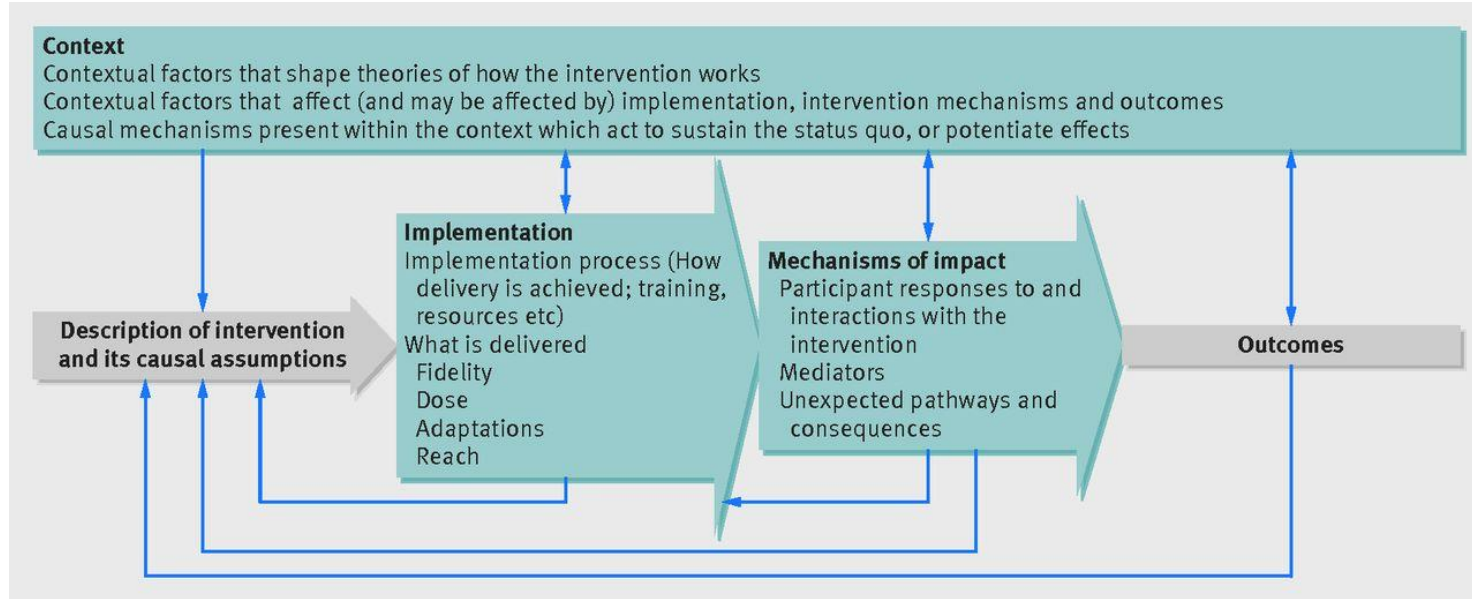 Context
Contextual factors that shape theories of how the intervention works
Contextual factors that affect (and may be affected by) implementation, intervention mechanisms and outcomes
Causal mechanisms present within the context which act to sustain the status quo, or potentiate effects
Description of intervention
and its causal assumptions
Implementation
Implementation process (How
delivery is achieved; training,
resources etc)
What is delivered
Fidelity
Dose
Adaptations
Reach
Mechanisms of impact
Participant responses to and
interactions with the
intervention
Mediators
Unexpected pathways and
consequences
Outcomes